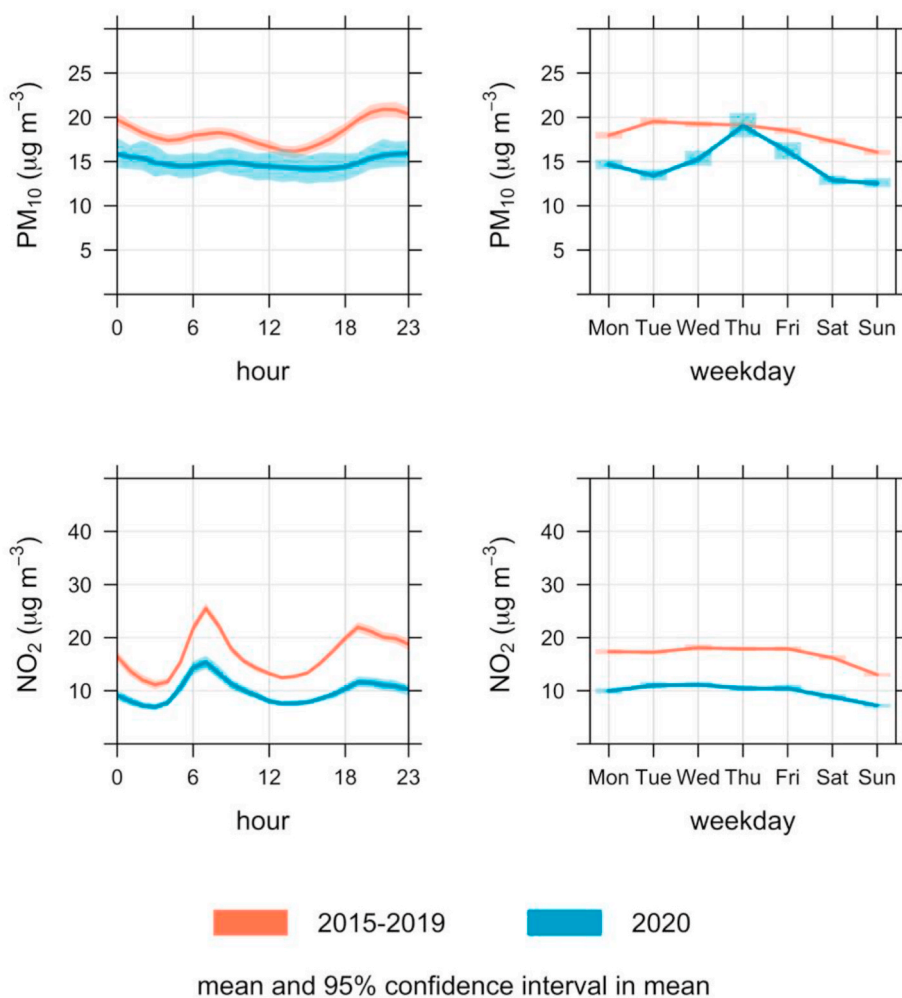 25
20
15
10
5
PM10 (μg m−3)
0 6 12 18 23
hour
25
20
15
10
5
PM10 (μg m−3)
Mon Tue Wed Thu Fri Sat Sun
weekday
40
30
20
10
NO2 (μg m−3)
0 6 12 18 23
hour
40
30
20
10
NO2 (μg m−3)
Mon Tue Wed Thu Fri Sat Sun
weekday
2015-2019 2020
mean and 95% confidence interval in mean